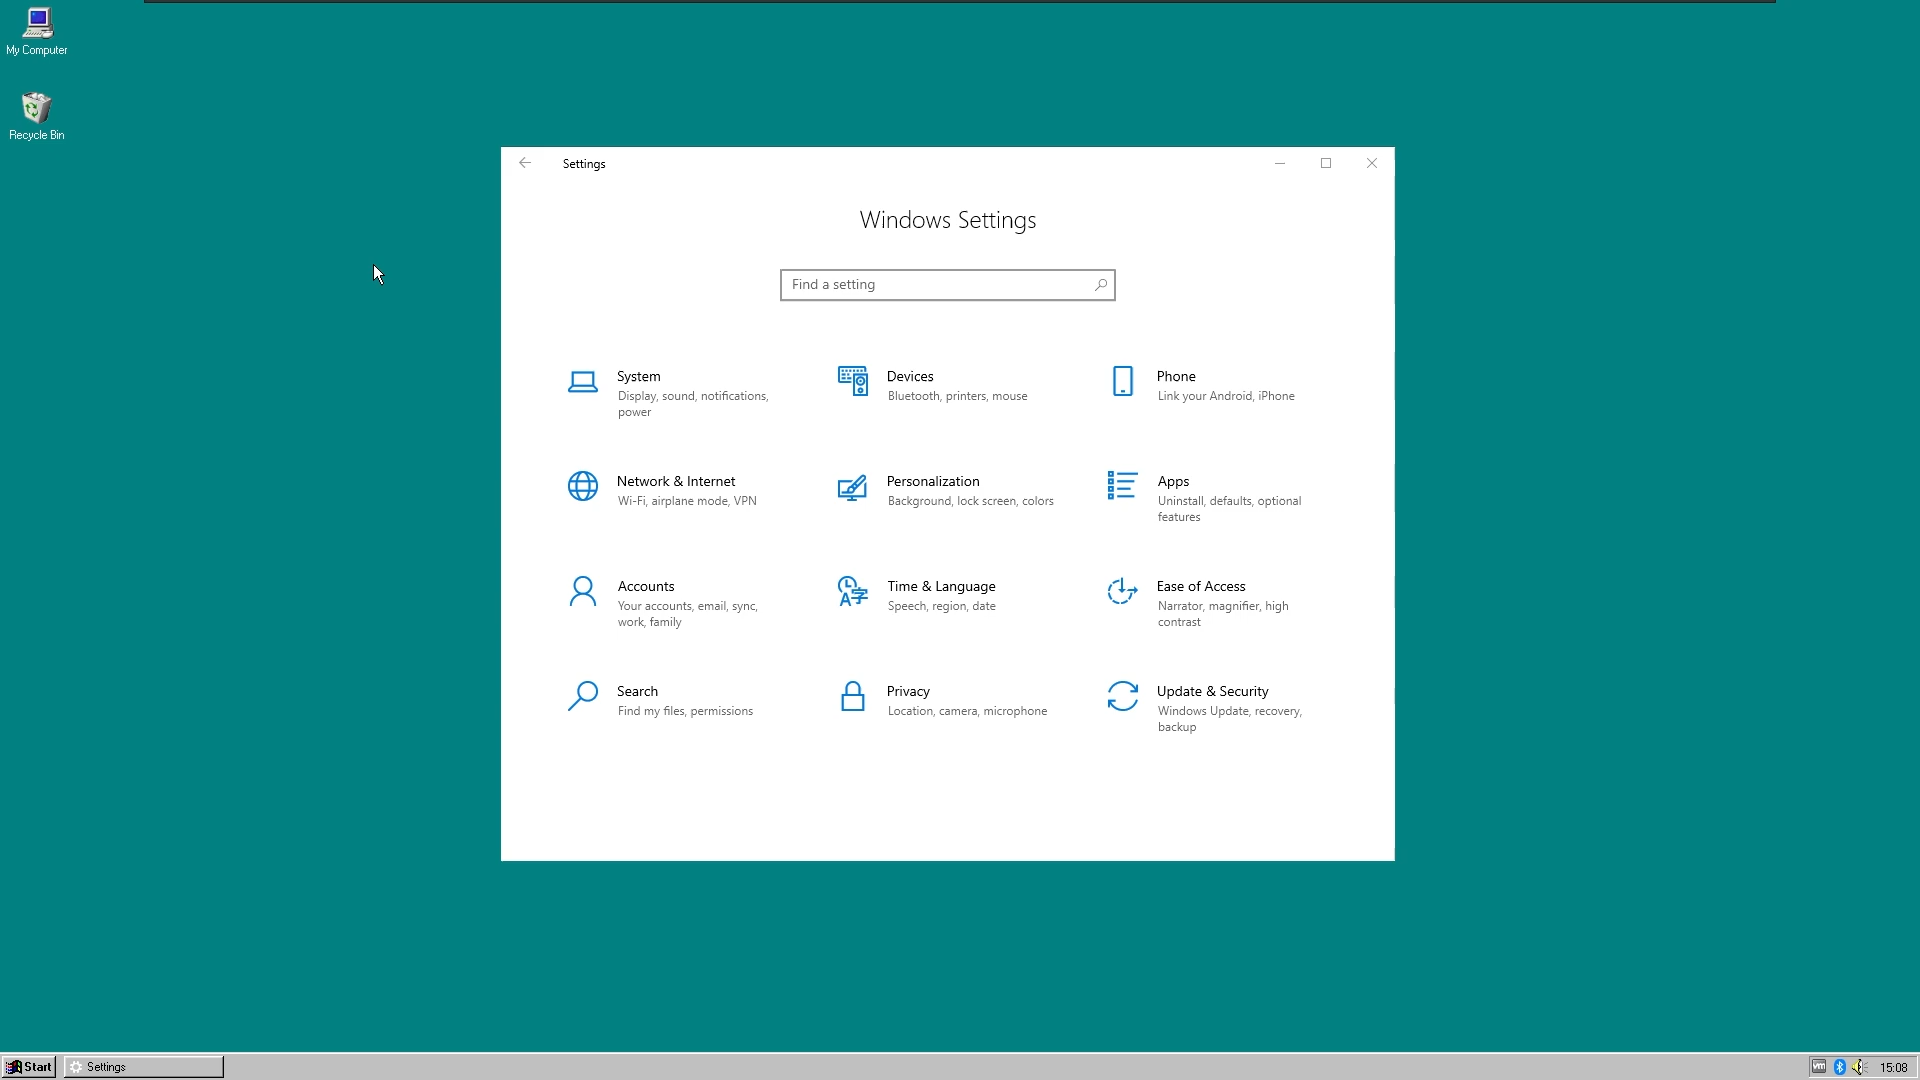 My Computer
Recycle Bin
Settings
Windows Settings
Find a setting
System
Display, sound, notifications,
power
Devices
Bluetooth, printers, mouse
Phone
Link your Android, iPhone
Network & Internet
Wi-Fi, airplane mode, VPN
Personalization
Background, lock screen, colors
Apps
Uninstall, defaults, optional
features
Accounts
Your accounts, email, sync,
work, family
Time & Language
Speech, region, date
Ease of Access
Narrator, magnifier, high
contrast
Search
Find my files, permissions
Privacy
Location, camera, microphone
Update & Security
Windows Update, recovery,
backup
Start
Settings
vm
15:08